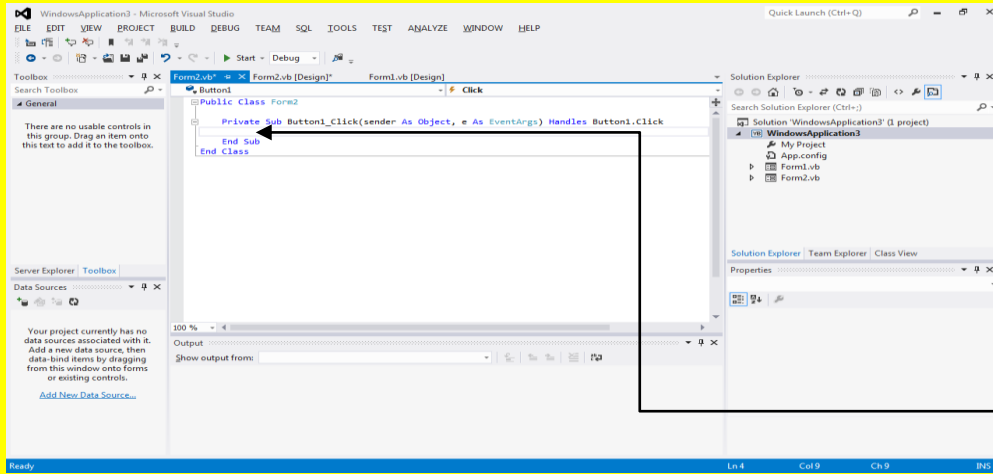 WindowsApplication3 - Microsoft Visual Studio
Quick Launch (Ctrl+Q)
FILE EDIT VIEW PROJECT BUILD DEBUG TEAM SQL TOOLS TEST ANALYZE WINDOW HELP
Start Debug
Toolbox
Search Toolbox
General
There are no usable controls in
this group. Drag an item onto
this text to add it to the toolbox.
Server Explorer Toolbox
Data Sources
Your project currently has no
data sources associated with it.
Add a new data source, then
data-bind items by dragging
from this window onto forms
or existing controls.
Add New Data Source...
Form2.vb* Form2.vb [Design]* Form1.vb [Design]
Button1 Click
Public Class Form2
Private Sub Button1_Click(sender As Object, e As EventArgs) Handles Button1.Click
End Sub
End Class
100 %
Output
Show output from:
Solution Explorer
Search Solution Explorer (Ctrl+;)
Solution 'WindowsApplication3' (1 project)
VB WindowsApplication3
My Project
App.config
Form1.vb
Form2.vb
Solution Explorer Team Explorer Class View
Properties
Ready Ln 4 Col 9 Ch 9 INS